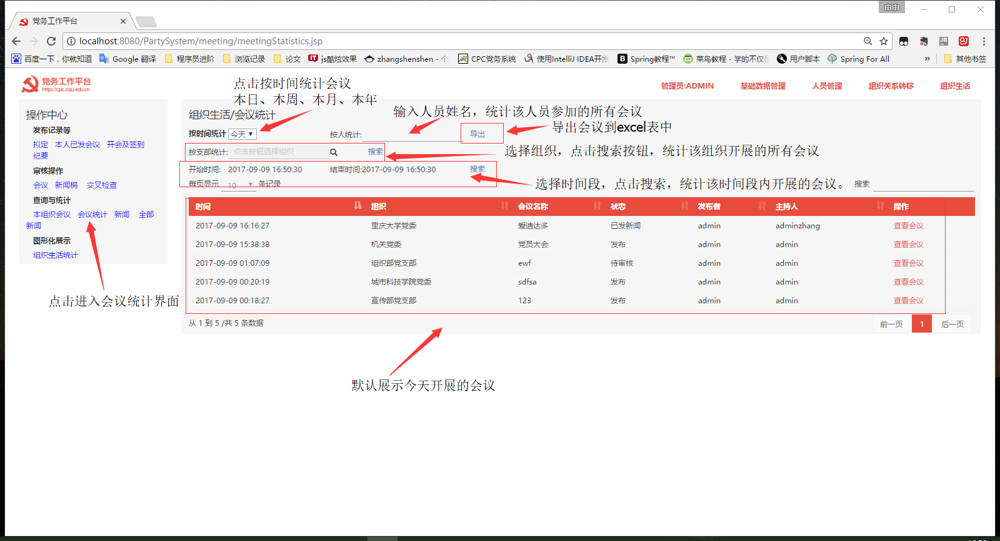 申申
党务工作平台
localhost:8080/PartySystem/meeting/meetingStatistics.jsp
百度一下，你就知道 Google 翻译 程序员进阶 浏览记录 论文 js酷炫效果 zhangshenshen - 个 CPC党务系统 使用IntelliJ IDEA开发 Spring教程™ 菜鸟教程 - 学的不仅是 用户脚本 Spring For All » 其他书签
党务工作平台
http://cpc.cqu.edu.cn
管理员:ADMIN 基础数据管理 人员管理 组织关系转移 组织生活
点击按时间统计会议
本日、本周、本月、本年
操作中心
发布记录等
拟定 本人已发会议 开会及签到
纪要
审核操作
会议 新闻稿 交叉检查
查询与统计
本组织会议 会议统计 新闻 全部
新闻
图形化展示
组织生活统计
点击进入会议统计界面
组织生活/会议统计
输入人员姓名，统计该人员参加的所有会议
按时间统计 今天 按人统计: 导出
导出会议到excel表中
按支部统计: 点击按钮选择组织 搜索
选择组织，点击搜索按钮，统计该组织开展的所有会议
开始时间: 2017-09-09 16:50:30 结束时间:2017-09-09 16:50:30 搜索
选择时间段，点击搜索，统计该时间段内开展的会议。
每页显示 10 条记录 搜索
时间 组织 会议名称 状态 发布者 主持人 操作
2017-09-09 16:16:27 重庆大学党委 爱迪达多 已发新闻 admin adminzhang 查看会议
2017-09-09 15:38:38 机关党委 党员大会 发布 admin admin 查看会议
2017-09-09 01:07:09 组织部党支部 ewf 待审核 admin admin 查看会议
2017-09-09 00:20:19 城市科技学院党委 sdfsa 发布 admin admin 查看会议
2017-09-09 00:18:27 宣传部党支部 123 发布 admin admin 查看会议
从 1 到 5 /共 5 条数据 前一页 1 后一页
默认展示今天开展的会议